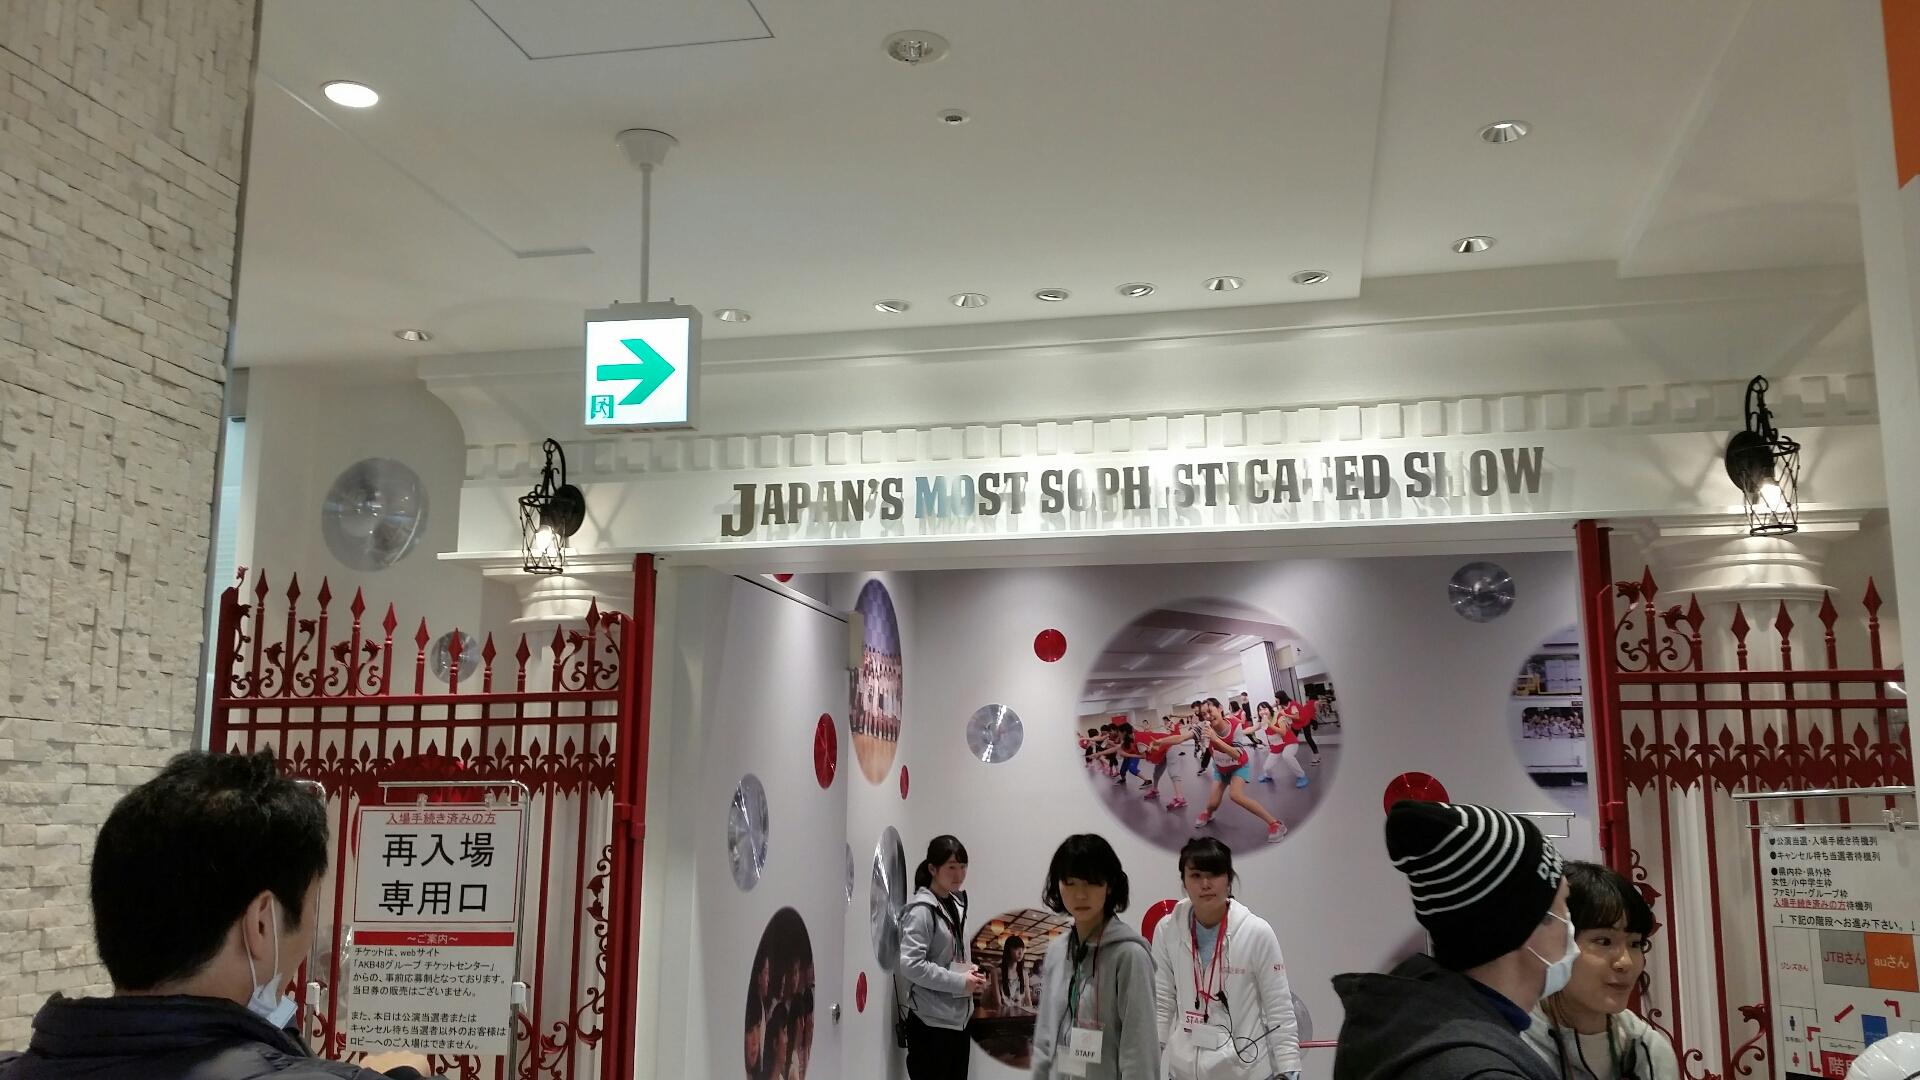 JAPAN'S MOST SOPHISTICATED SHOW
入場手続き済みの方
再入場
専用口
～ご案内～
チケットは、webサイト
「AKB48グループ チケットセンター」
からの、事前応募制となっております。
当日券の販売はございません。
また、本日は公演当選者または
キャンセル待ち当選者以外のお客様は
ロビーへのご入場はできません。
STAFF
●公演当選・入場手続き待機列
●キャンセル待ち当選者待機列
●県内枠・県外枠
女性/小中学生枠
ファミリー・グループ枠
入場手続き済みの方待機列
↓下記の階段へお進み下さい。↓
ジンズさん
JTBさん
auさん